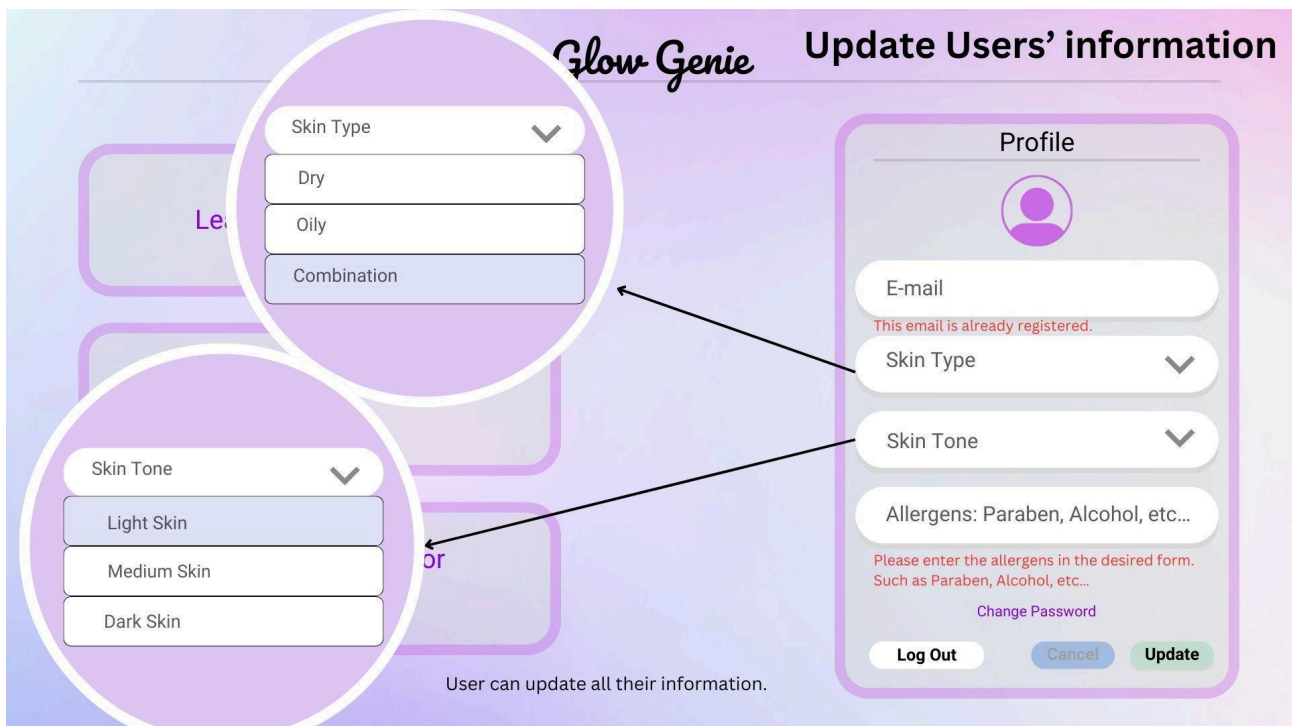 Glow Genie
Update Users' information
Skin Type
Dry
Oily
Combination
Skin Tone
Light Skin
Medium Skin
Dark Skin
or
Profile
E-mail
This email is already registered.
Skin Type
Skin Tone
Allergens: Paraben, Alcohol, etc...
Please enter the allergens in the desired form.
Such as Paraben, Alcohol, etc...
Change Password
Log Out
Cancel
Update
User can update all their information.